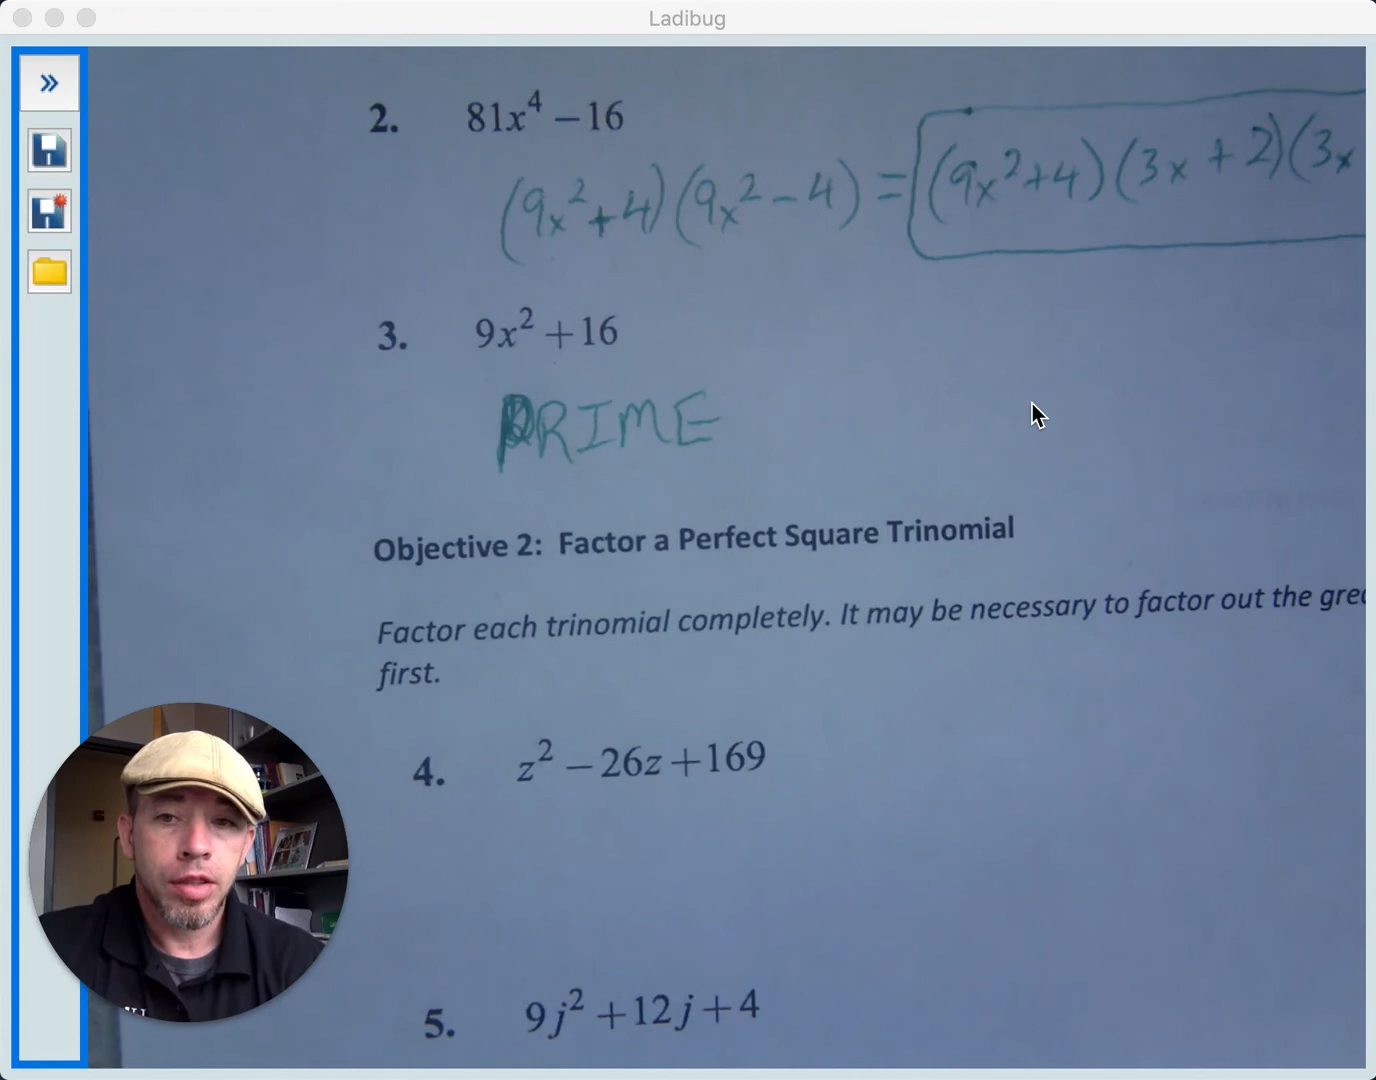 Ladibug
2. 81x⁴ − 16
(9x²+4)(9x²−4) = (9x²+4)(3x+2)(3x
3. 9x² + 16
PRIME
Objective 2: Factor a Perfect Square Trinomial
Factor each trinomial completely. It may be necessary to factor out the
first.
4. z² − 26z + 169
5. 9j² + 12j + 4